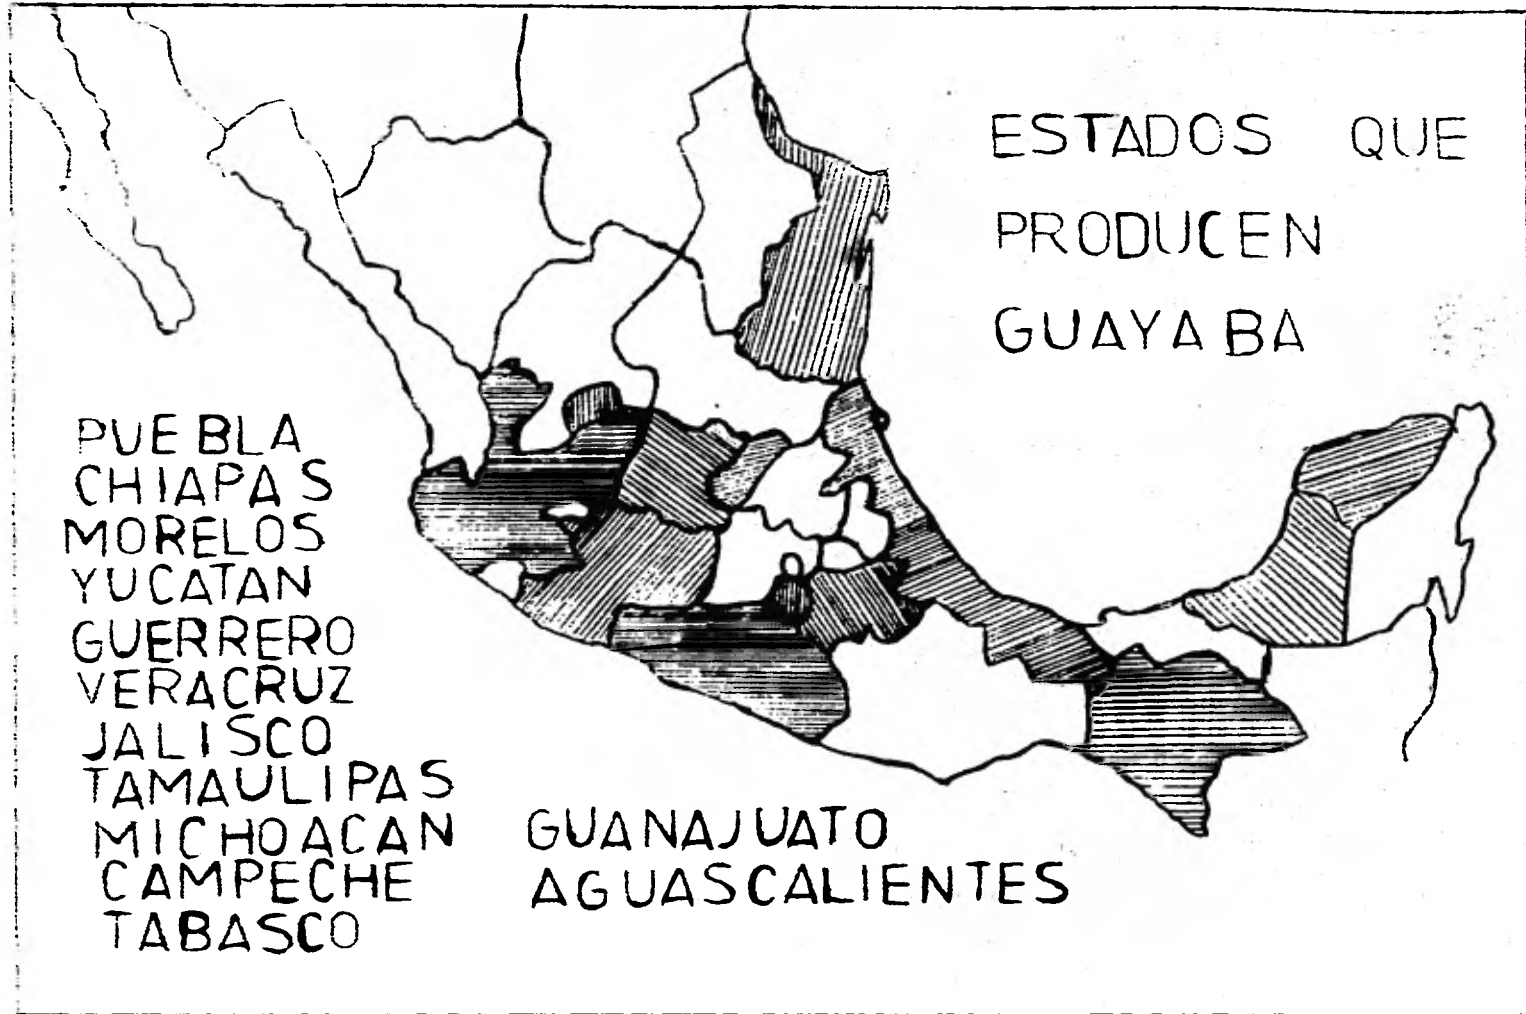 ESTADOS QUE
PRODUCEN
GUAYABA
PUEBLA
CHIAPAS
MORELOS
YUCATAN
GUERRERO
VERACRUZ
JALISCO
TAMAULIPAS
MICHOACAN
CAMPECHE
TABASCO
GUANAJUATO
AGUASCALIENTES